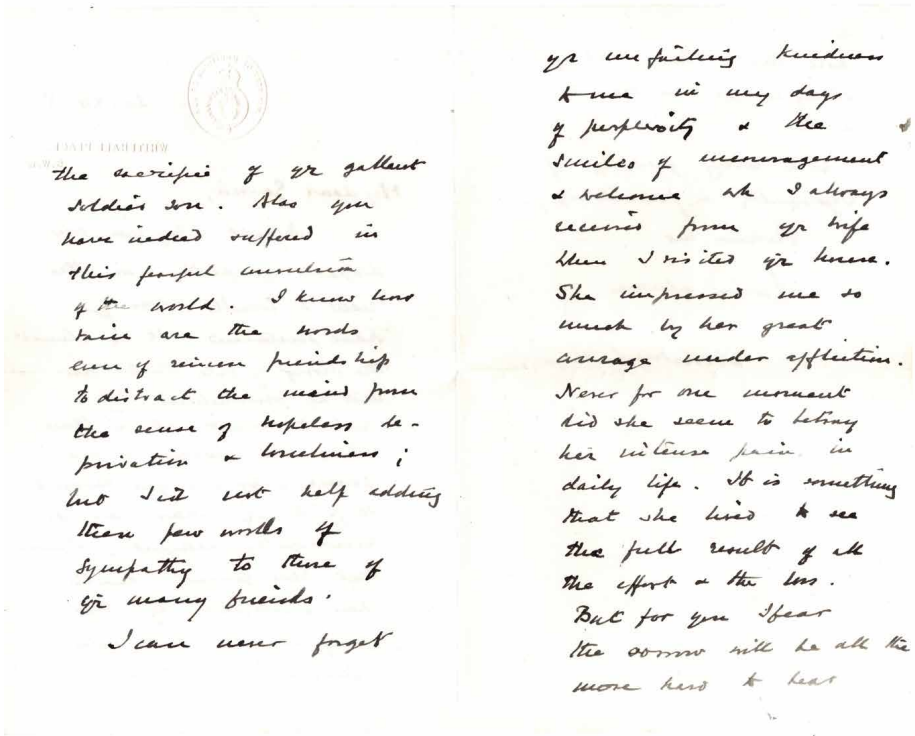 the sacrifice of yr gallant
soldier son. Alas you
have indeed suffered in
this fearful convulsion
of the world. I know how
vain are the words
even of sincere friendship
to distract the mind from
the sense of hopeless de-
privation & loneliness;
but I cd not help adding
these few words of
sympathy to those of
yr many friends.
I can never forget
yr unfailing kindness
to me in my days
of perplexity & the
smiles of encouragement
& welcome wh I always
received from yr wife
when I visited yr house.
She impressed me so
much by her great
courage under affliction.
Never for one moment
did she seem to betray
her intense pain in
daily life. It is something
that she lived to see
the full result of all
the effort & the loss.
But for you I fear
the sorrow will be all the
more hard to bear